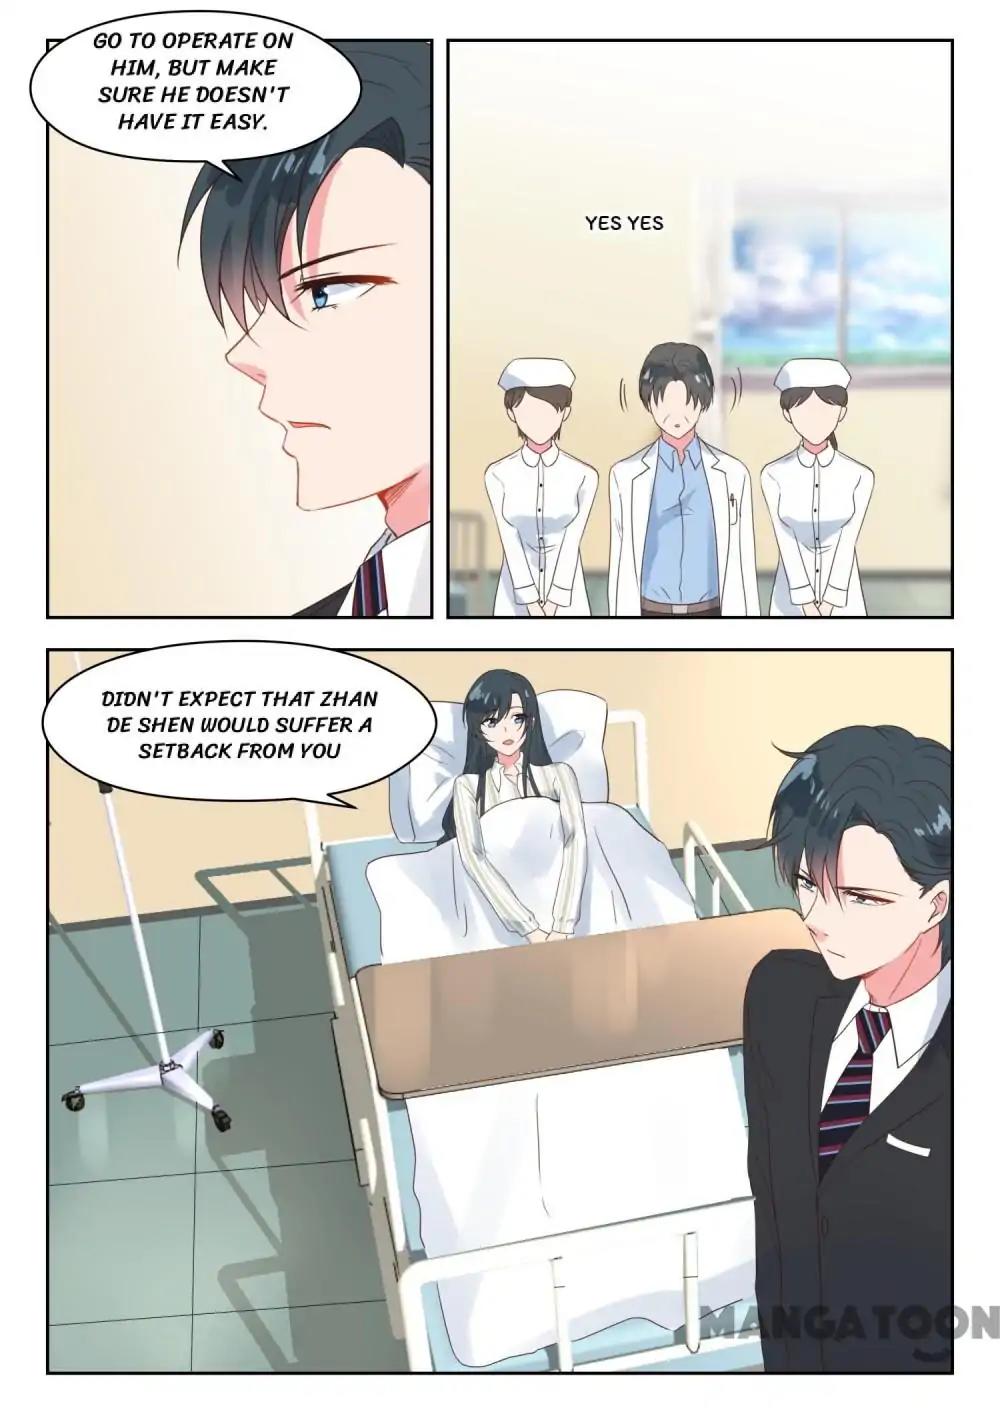 GO TO OPERATE ON
HIM, BUT MAKE
SURE HE DOESN'T
HAVE IT EASY.
YES YES
DIDN'T EXPECT THAT ZHAN
DE SHEN WOULD SUFFER A
SETBACK FROM YOU
MANGATOON